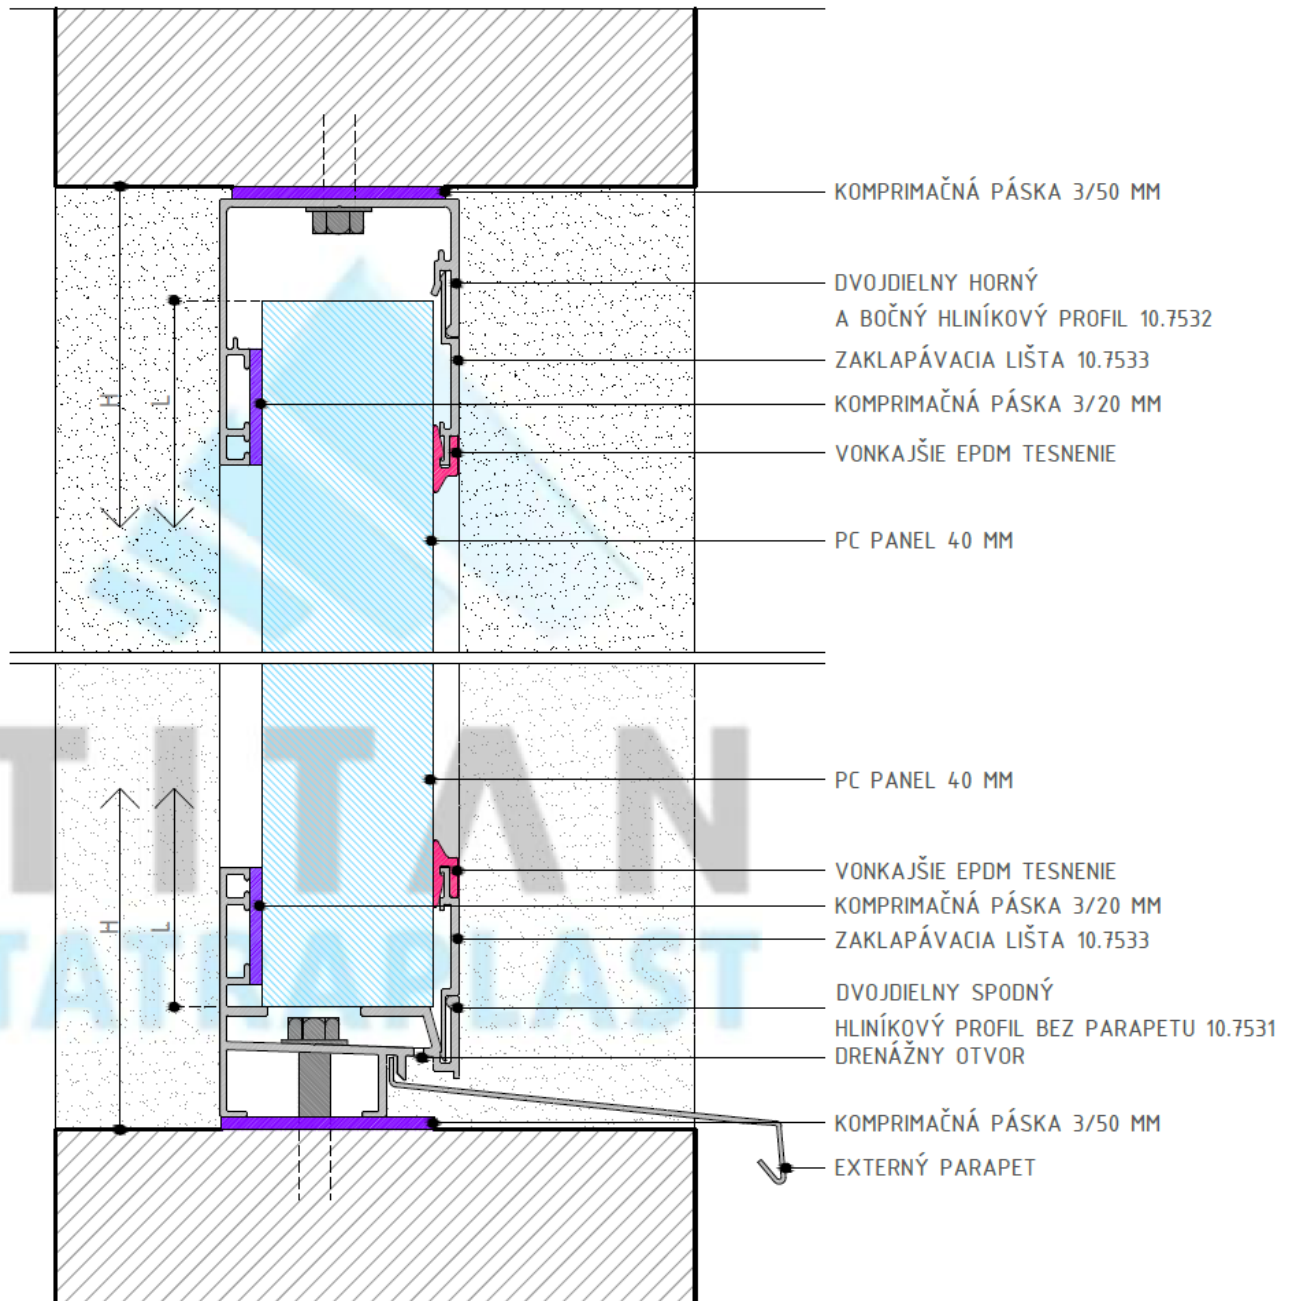 KOMPRIMAČNÁ PÁSKA 3/50 MM
DVOJDIELNY HORNÝ
A BOČNÝ HLINÍKOVÝ PROFIL 10.7532
ZAKLAPÁVACIA LIŠTA 10.7533
KOMPRIMAČNÁ PÁSKA 3/20 MM
H
L
VONKAJŠIE EPDM TESNENIE
PC PANEL 40 MM
TITAN
PC PANEL 40 MM
VONKAJŠIE EPDM TESNENIE
KOMPRIMAČNÁ PÁSKA 3/20 MM
H
L
ZAKLAPÁVACIA LIŠTA 10.7533
TATRAPLAST
DVOJDIELNY SPODNÝ
HLINÍKOVÝ PROFIL BEZ PARAPETU 10.7531
DRENÁŽNY OTVOR
KOMPRIMAČNÁ PÁSKA 3/50 MM
EXTERNÝ PARAPET